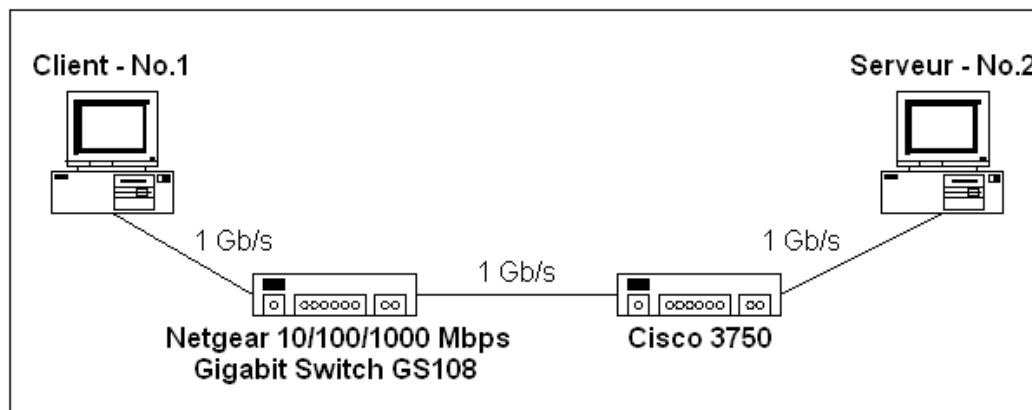 Client - No.1
Serveur - No.2
1 Gb/s
1 Gb/s
1 Gb/s
Netgear 10/100/1000 Mbps
Gigabit Switch GS108
Cisco 3750